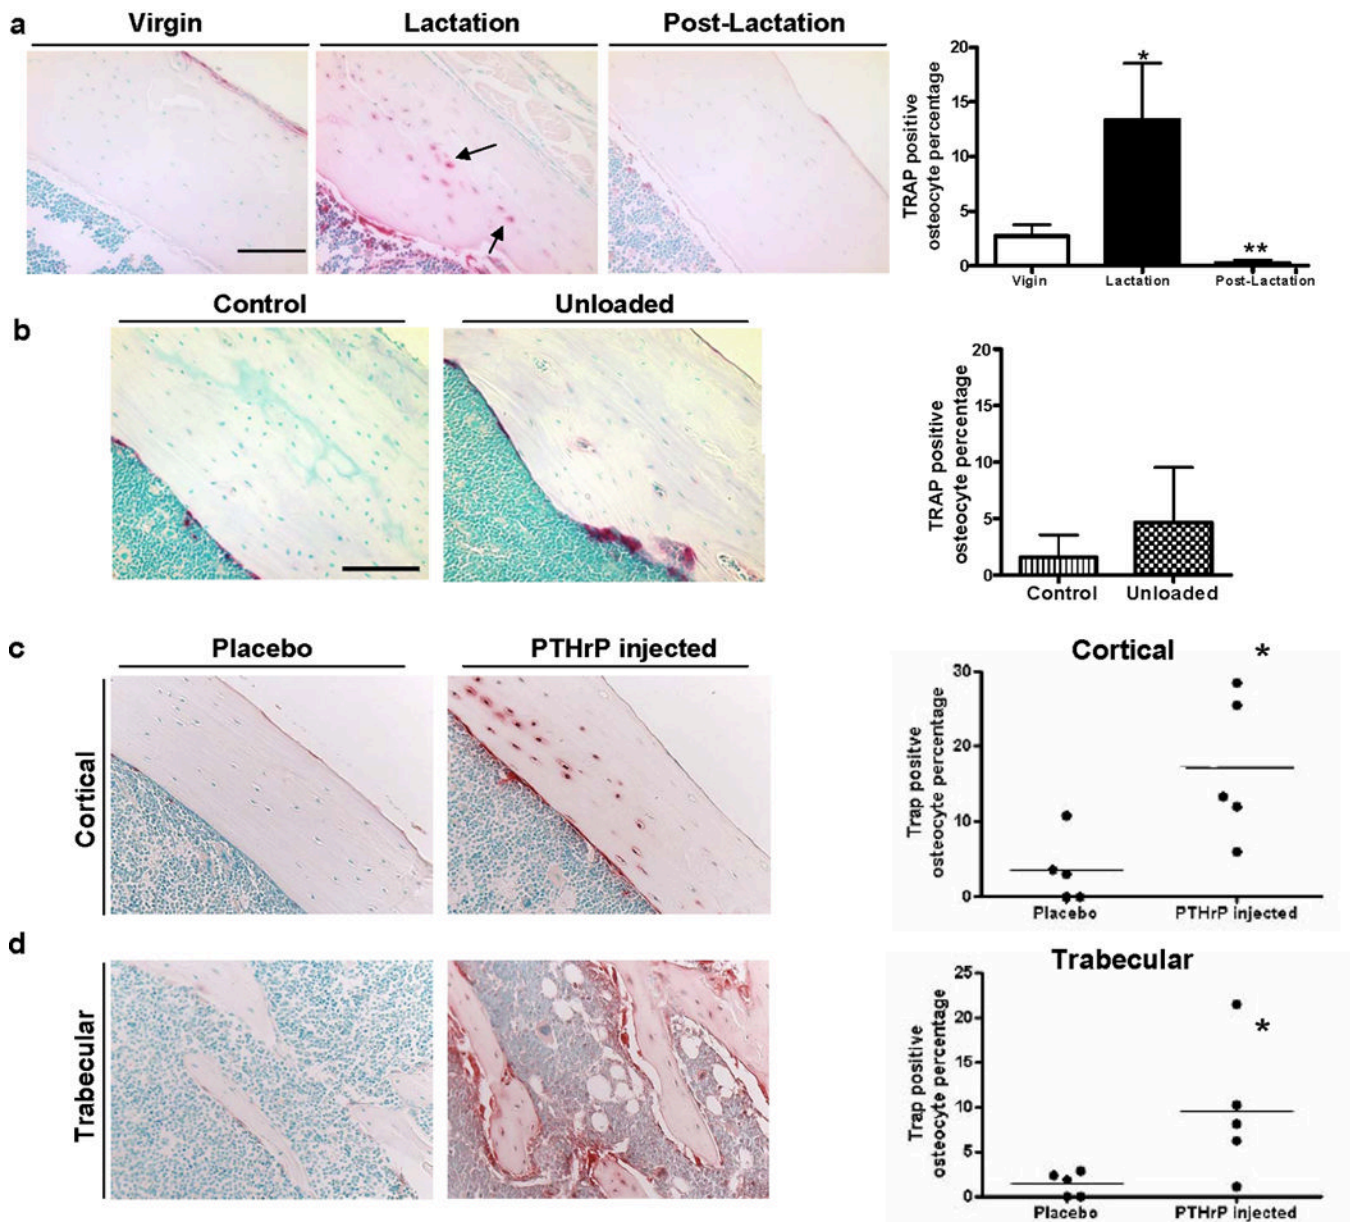 a
Virgin
Lactation
Post-Lactation
TRAP positive
osteocyte percentage
20
15
10
5
0
*
**
Vigin
Lactation
Post-Lactation
b
Control
Unloaded
TRAP positive
osteocyte percentage
20
15
10
5
0
Control
Unloaded
c
Placebo
PTHrP injected
Cortical
Cortical
*
Trap positve
osteocyte percentage
30
20
10
0
Placebo
PTHrP injected
d
Trabecular
Trabecular
*
Trap positive
osteocyte percentage
25
20
15
10
5
0
Placebo
PTHrP injected